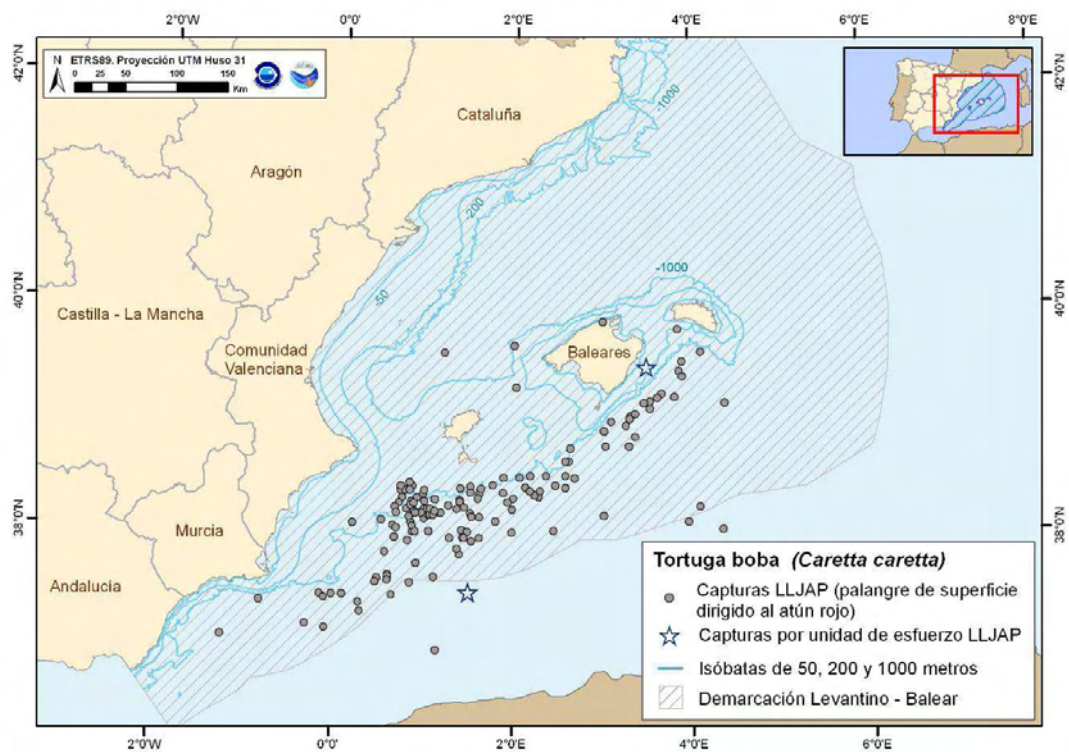 2°0'W
0°0'
2°0'E
4°0'E
6°0'E
8°0'E
42°0'N
42°0'N
N ETRS89. Proyección UTM Huso 31
0 25 50 100 150
Km
-1000
Cataluña
Aragón
-200
40°0'N
-1000
40°0'N
-50
Castilla - La Mancha
Comunidad
Valenciana
Baleares
38°0'N
38°0'N
Murcia
Andalucia
Tortuga boba (Caretta caretta)
Capturas LLJAP (palangre de superficie
dirigido al atún rojo)
Capturas por unidad de esfuerzo LLJAP
Isóbatas de 50, 200 y 1000 metros
Demarcación Levantino - Balear
2°0'W
0°0'
2°0'E
4°0'E
6°0'E